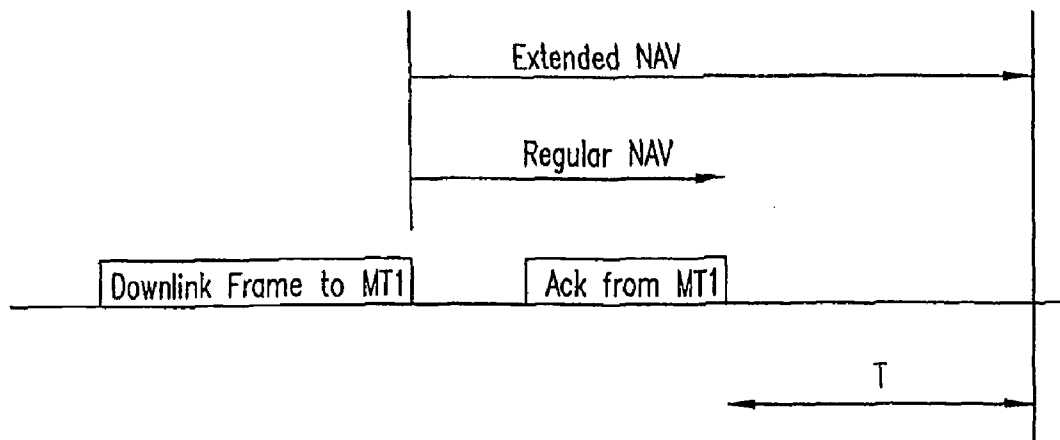 Extended NAV
Regular NAV
Downlink Frame to MT1
Ack from MT1
T